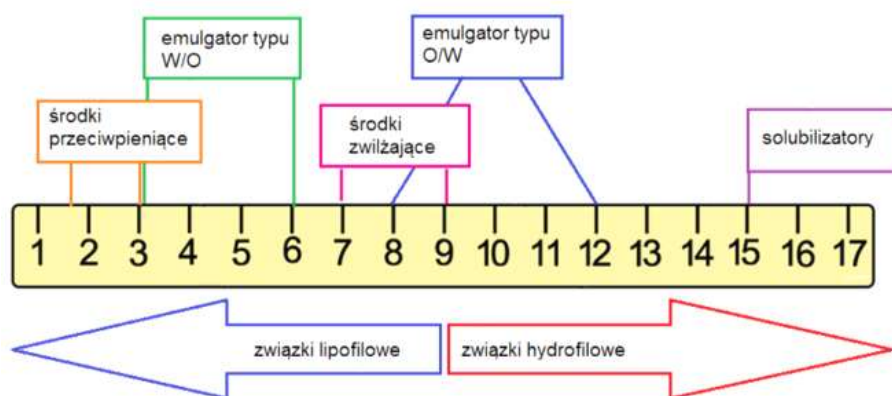 emulgator typu
W/O
emulgator typu
O/W
środki
przeciwpieniące
środki
zwilżające
solubilizatory
1 2 3 4 5 6 7 8 9 10 11 12 13 14 15 16 17
związki lipofilowe
związki hydrofilowe